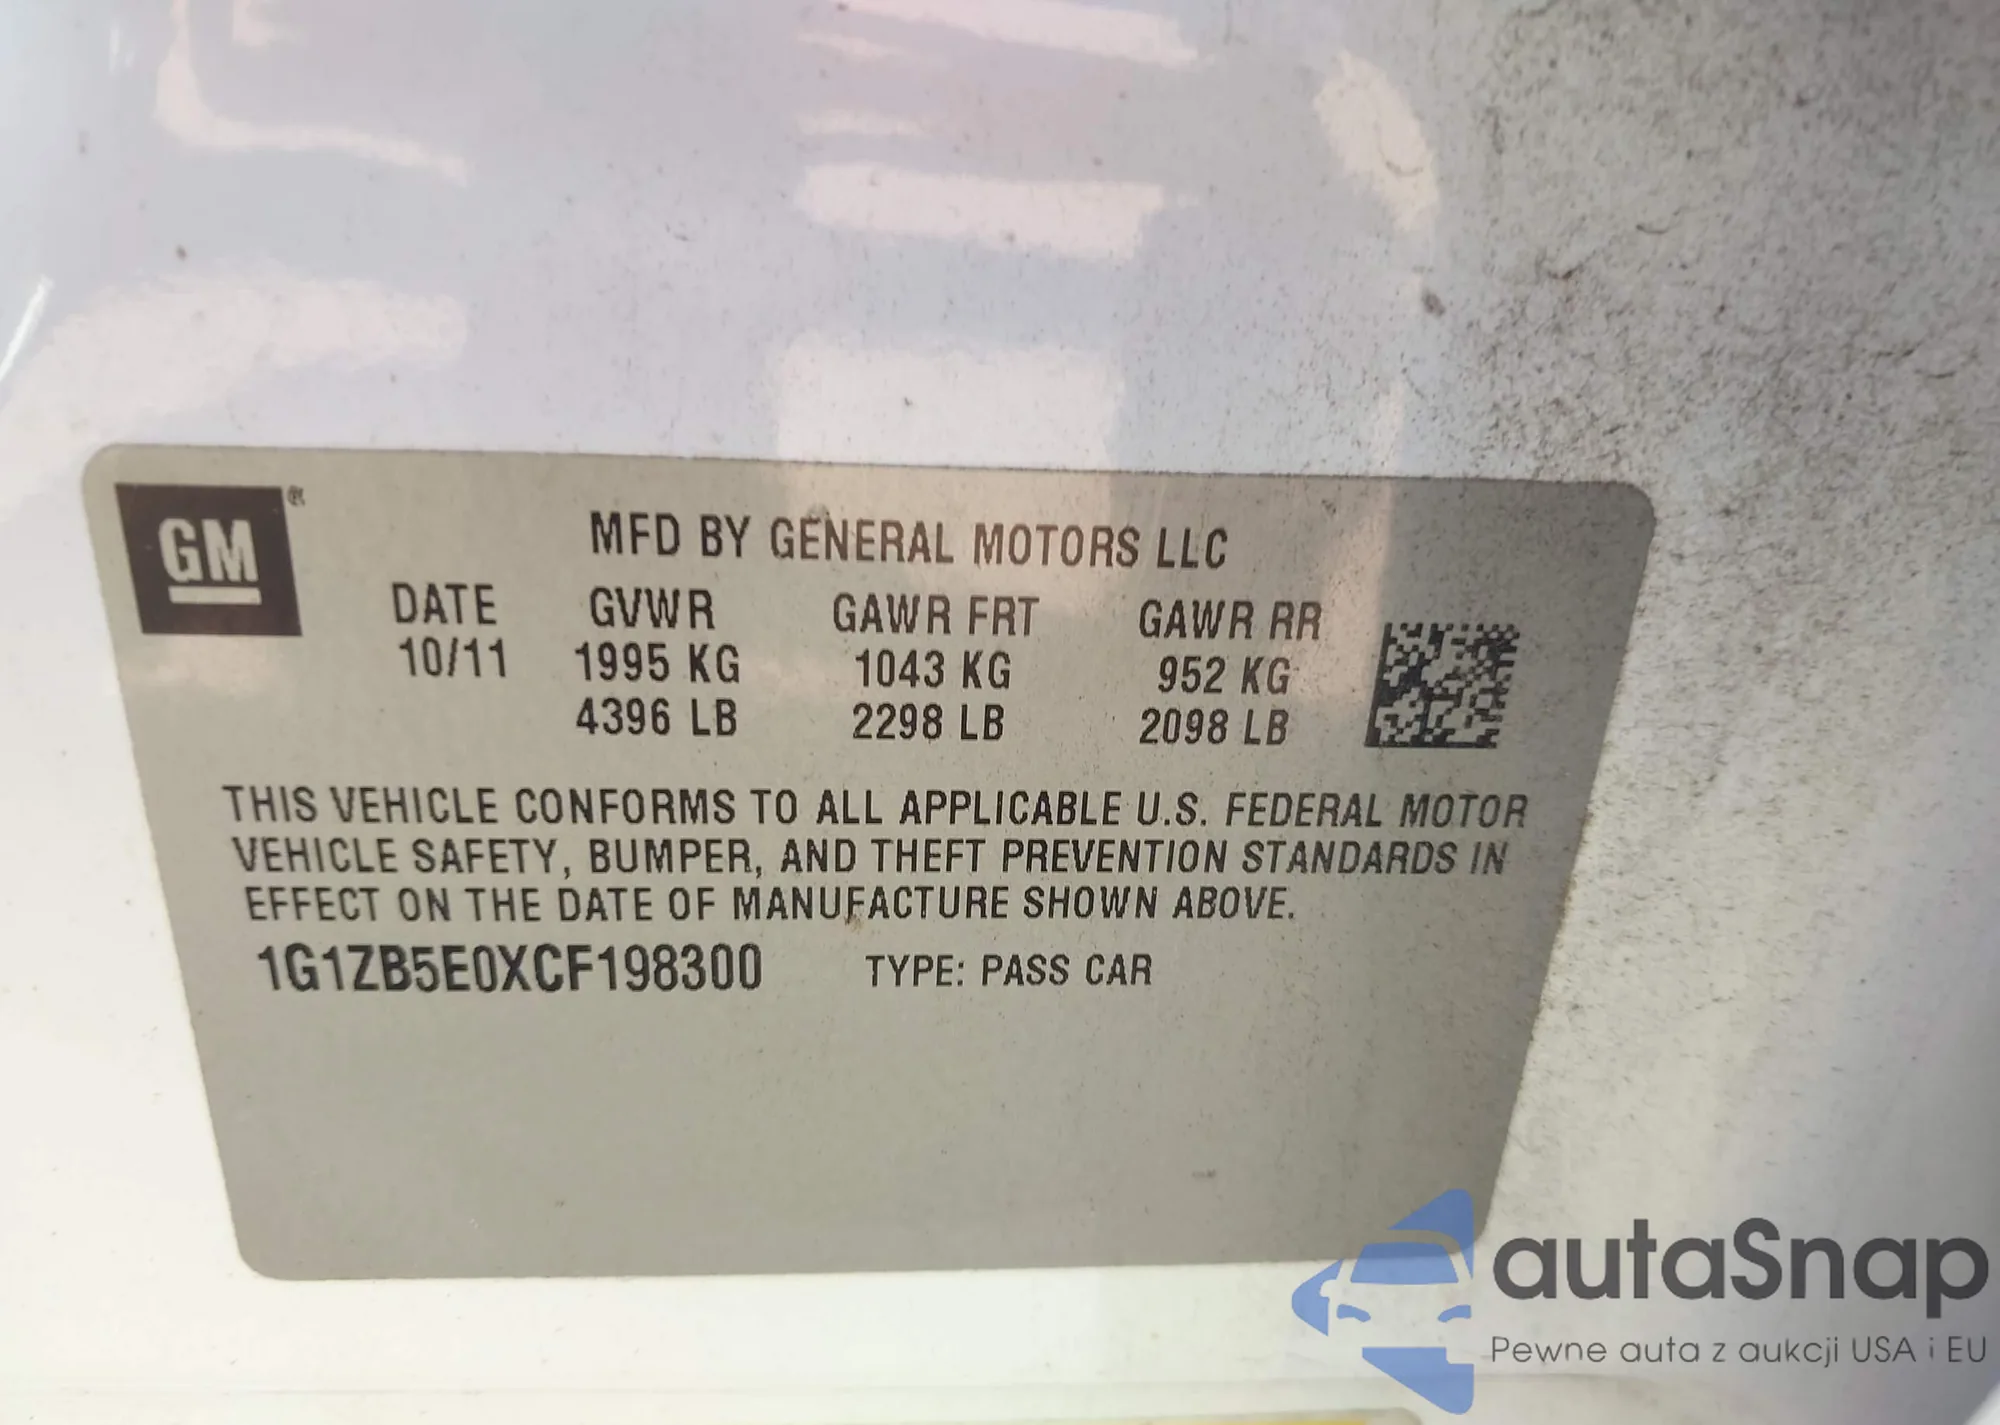 GM®
MFD BY GENERAL MOTORS LLC
DATE GVWR GAWR FRT GAWR RR
10/11 1995 KG 1043 KG 952 KG
4396 LB 2298 LB 2098 LB
THIS VEHICLE CONFORMS TO ALL APPLICABLE U.S. FEDERAL MOTOR
VEHICLE SAFETY, BUMPER, AND THEFT PREVENTION STANDARDS IN
EFFECT ON THE DATE OF MANUFACTURE SHOWN ABOVE.
1G1ZB5E0XCF198300 TYPE: PASS CAR
autaSnap
Pewne auta z aukcji USA i EU